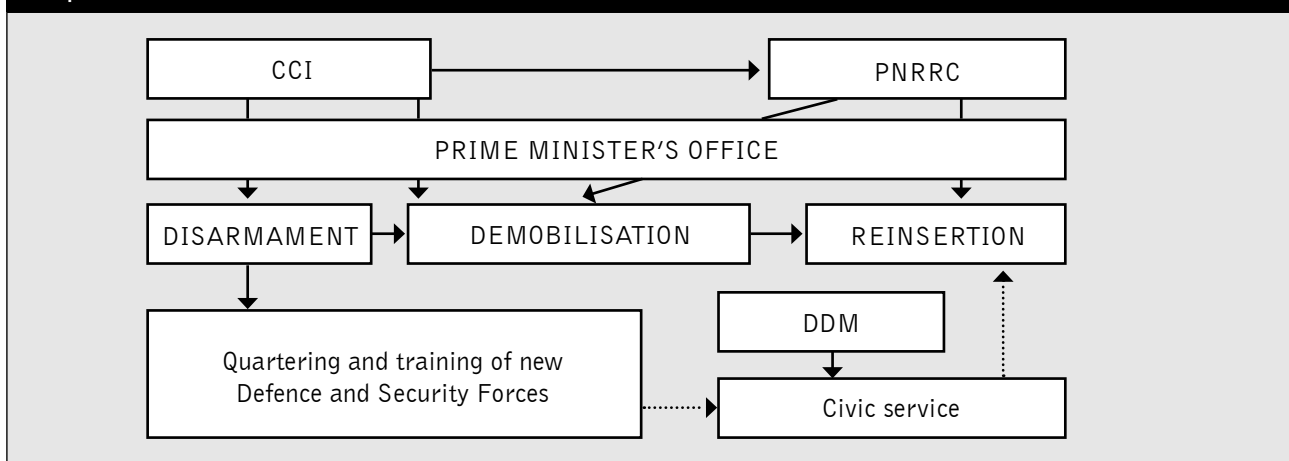 CCI
PNRRC
PRIME MINISTER'S OFFICE
DISARMAMENT
DEMOBILISATION
REINSERTION
DDM
Quartering and training of new
Defence and Security Forces
Civic service